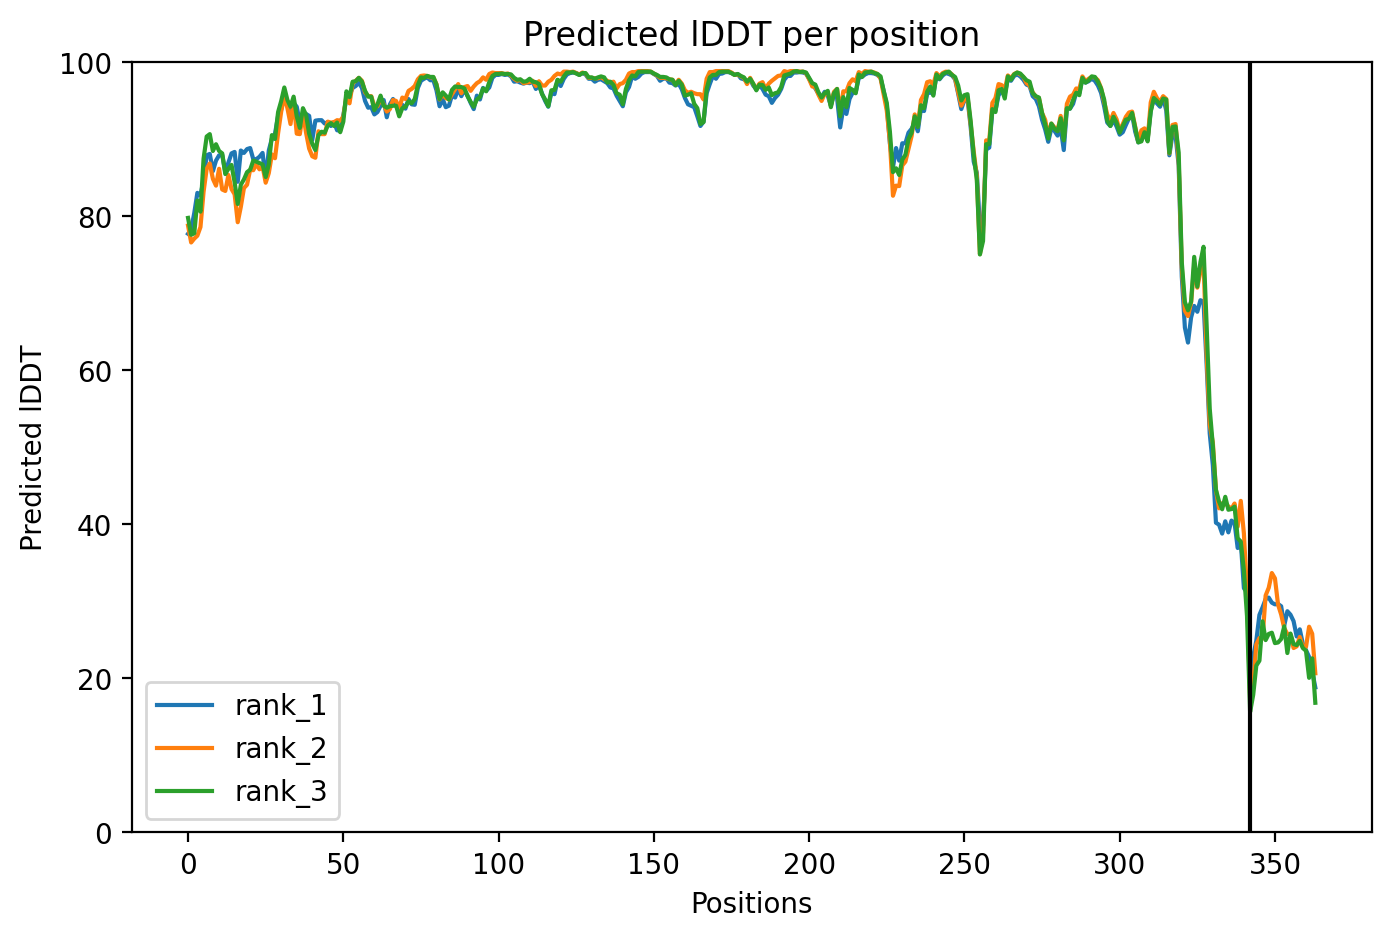 Predicted lDDT per position
100
80
60
40
20
0
Predicted lDDT
rank_1
rank_2
rank_3
0 50 100 150 200 250 300 350
Positions